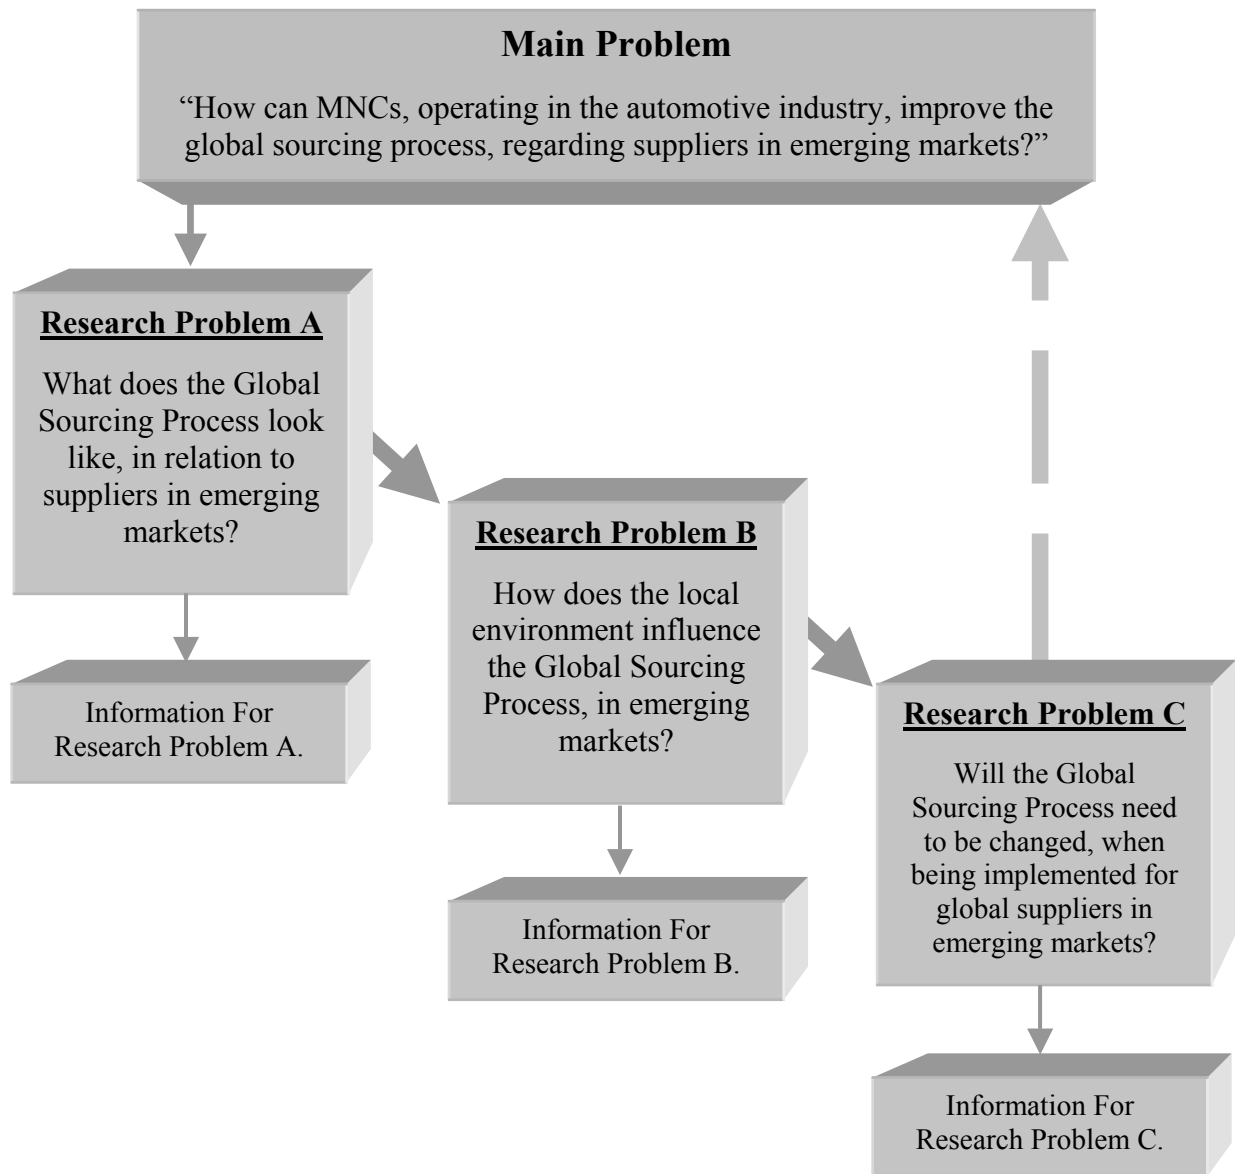 Main Problem
“How can MNCs, operating in the automotive industry, improve the
global sourcing process, regarding suppliers in emerging markets?”
Research Problem A
What does the Global
Sourcing Process look
like, in relation to
suppliers in emerging
markets?
Information For
Research Problem A.
Research Problem B
How does the local
environment influence
the Global Sourcing
Process, in emerging
markets?
Information For
Research Problem B.
Research Problem C
Will the Global
Sourcing Process need
to be changed, when
being implemented for
global suppliers in
emerging markets?
Information For
Research Problem C.